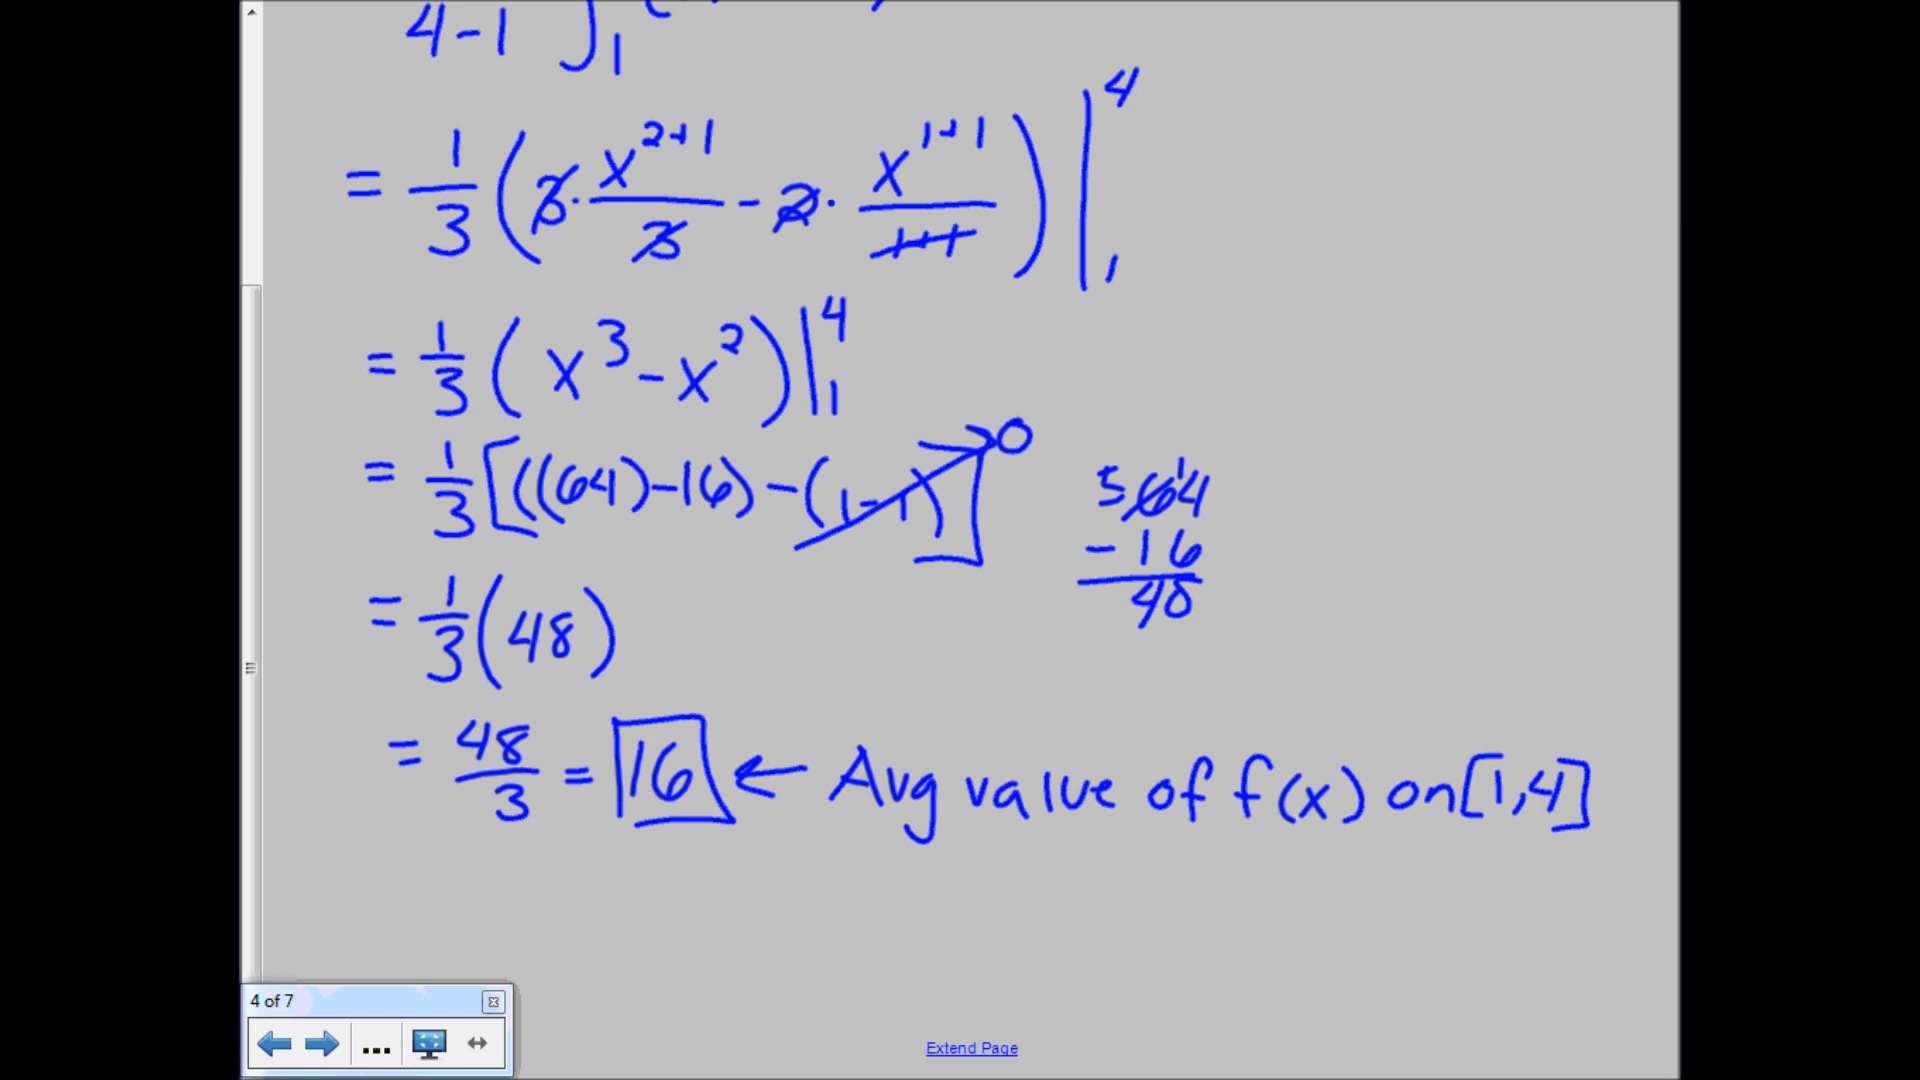 4-1 ∫1
= 1/3 (3· x^(2+1)/3 - 2· x^(1+1)/(1+1)) |_1^4
= 1/3 (x^3 - x^2) |_1^4
= 1/3 [((64)-16) - (1-1)] 0
5 64 1
- 16
48
= 1/3 (48)
= 48/3 = 16 ← Avg value of f(x) on [1,4]
4 of 7
...
Extend Page